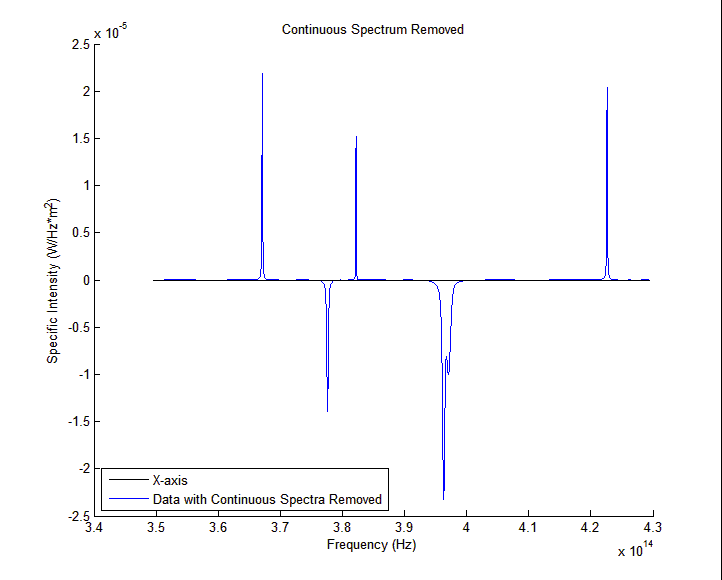 Continuous Spectrum Removed
x 10^-5
2.5
2
1.5
1
0.5
0
-0.5
-1
-1.5
-2
-2.5
Specific Intensity (W/Hz*m^2)
X-axis
Data with Continuous Spectra Removed
3.4 3.5 3.6 3.7 3.8 3.9 4 4.1 4.2 4.3
Frequency (Hz)
x 10^14